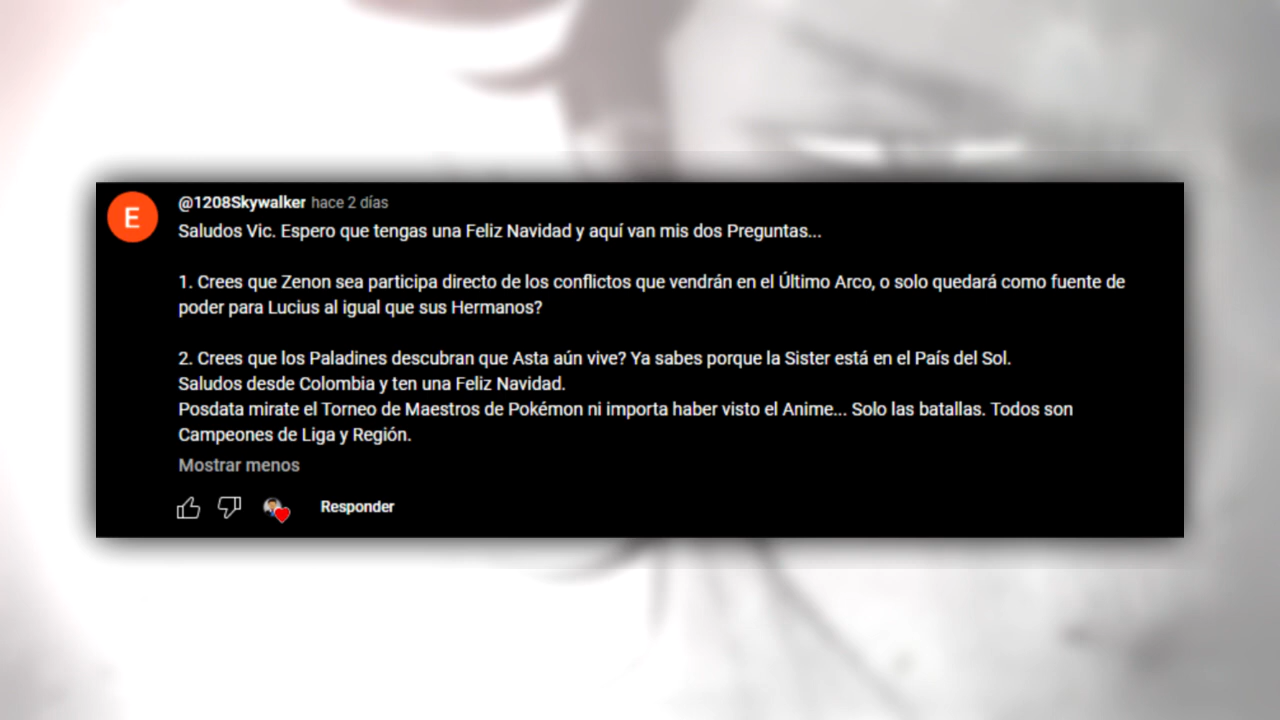 E
@1208Skywalker hace 2 días
Saludos Vic. Espero que tengas una Feliz Navidad y aquí van mis dos Preguntas...
1. Crees que Zenon sea participa directo de los conflictos que vendrán en el Último Arco, o solo quedará como fuente de
poder para Lucius al igual que sus Hermanos?
2. Crees que los Paladines descubran que Asta aún vive? Ya sabes porque la Sister está en el País del Sol.
Saludos desde Colombia y ten una Feliz Navidad.
Posdata mirate el Torneo de Maestros de Pokémon ni importa haber visto el Anime... Solo las batallas. Todos son
Campeones de Liga y Región.
Mostrar menos
Responder